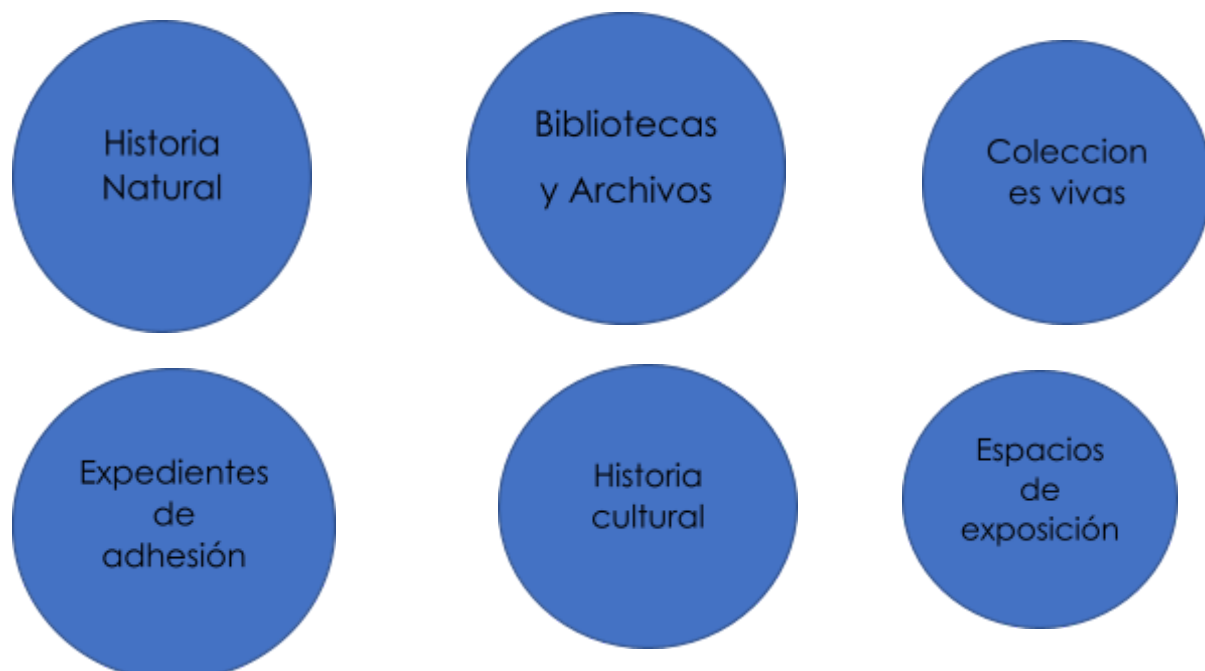 Historia
Natural
Bibliotecas
y Archivos
Coleccion
es vivas
Expedientes
de
adhesión
Historia
cultural
Espacios
de
exposición